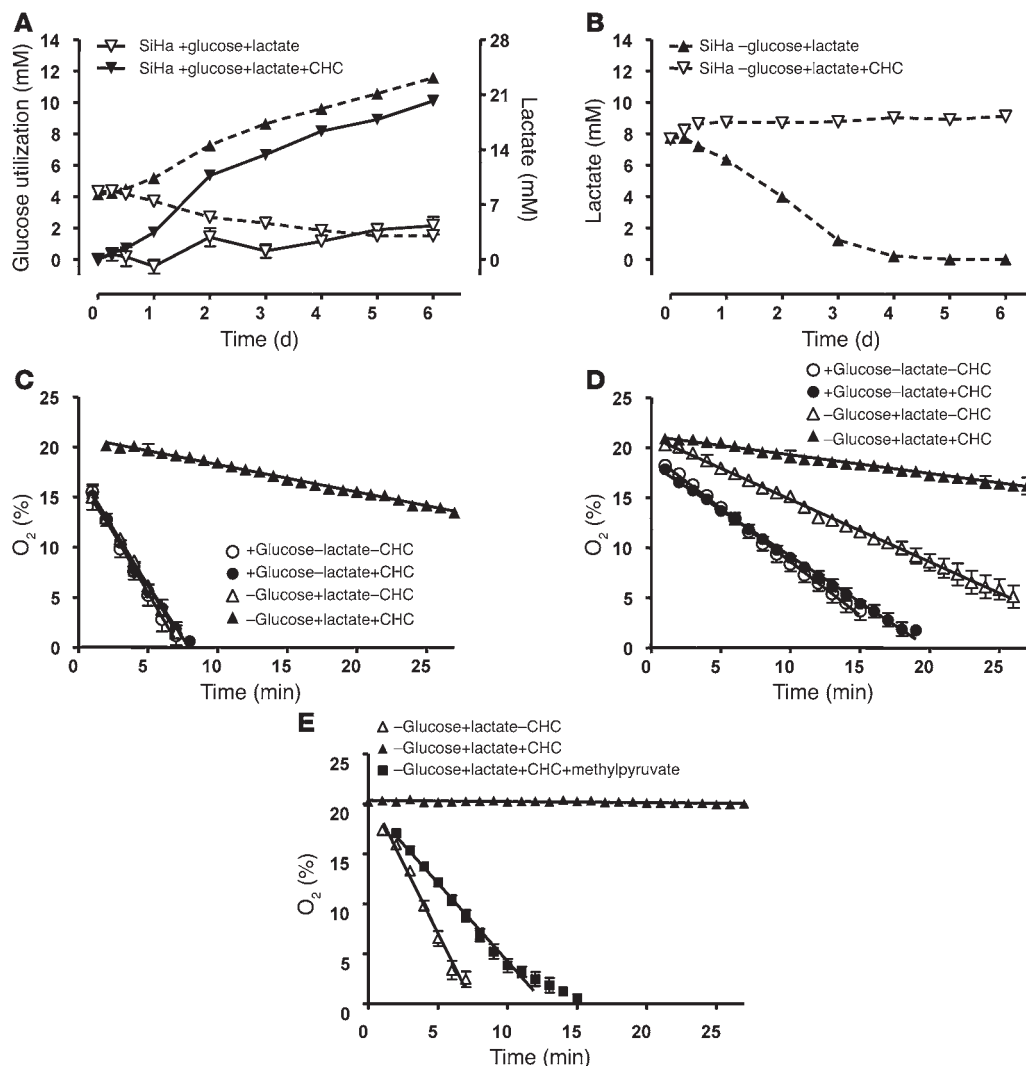 A
SiHa +glucose+lactate
SiHa +glucose+lactate+CHC
Glucose utilization (mM)
14
12
10
8
6
4
2
0
28
21
14
7
0
Lactate (mM)
0 1 2 3 4 5 6
Time (d)
B
SiHa –glucose+lactate
SiHa –glucose+lactate+CHC
Lactate (mM)
14
12
10
8
6
4
2
0
0 1 2 3 4 5 6
Time (d)
C
O2 (%)
25
20
15
10
5
0
+Glucose–lactate–CHC
+Glucose–lactate+CHC
–Glucose+lactate–CHC
–Glucose+lactate+CHC
0 5 10 15 20 25
Time (min)
D
+Glucose–lactate–CHC
+Glucose–lactate+CHC
–Glucose+lactate–CHC
–Glucose+lactate+CHC
O2 (%)
25
20
15
10
5
0
0 5 10 15 20 25
Time (min)
E
–Glucose+lactate–CHC
–Glucose+lactate+CHC
–Glucose+lactate+CHC+methylpyruvate
O2 (%)
25
20
15
10
5
0
0 5 10 15 20 25
Time (min)